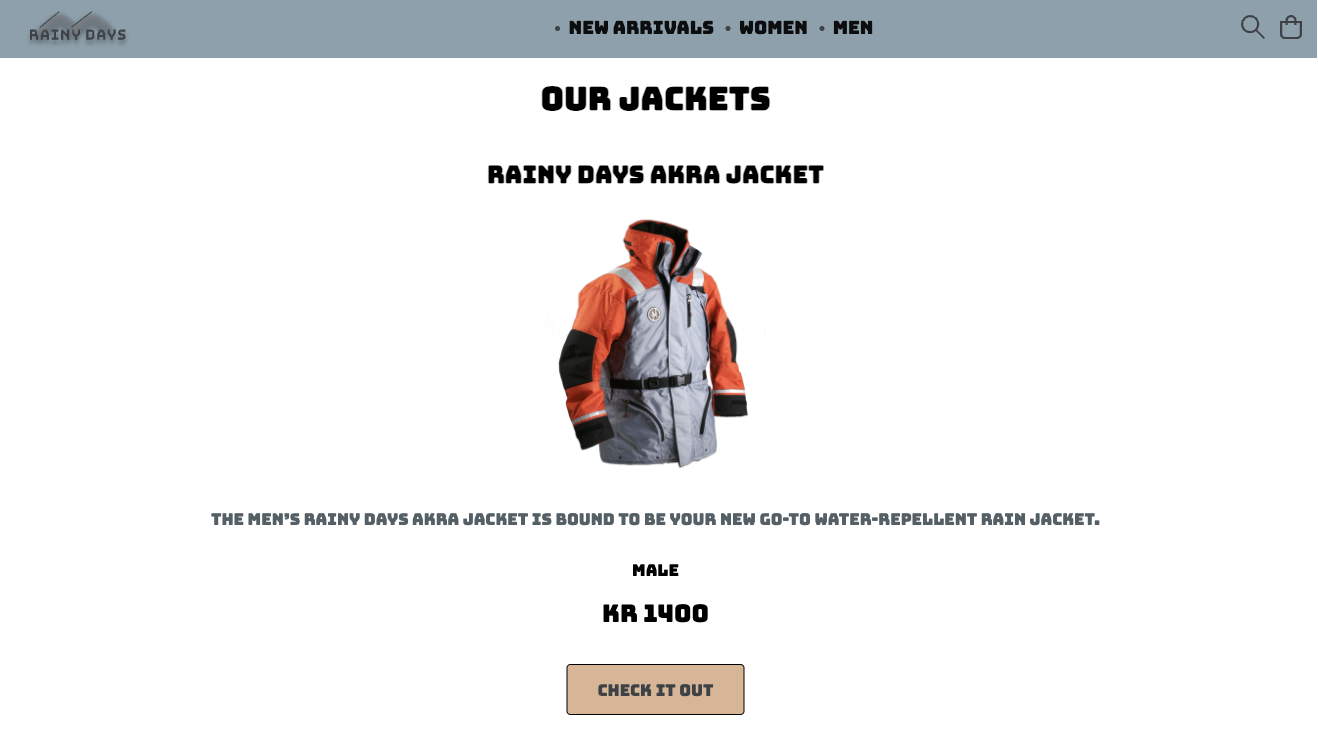 RAINY DAYS
• NEW ARRIVALS • WOMEN • MEN
OUR JACKETS
RAINY DAYS AKRA JACKET
THE MEN'S RAINY DAYS AKRA JACKET IS BOUND TO BE YOUR NEW GO-TO WATER-REPELLENT RAIN JACKET.
MALE
KR 1400
CHECK IT OUT